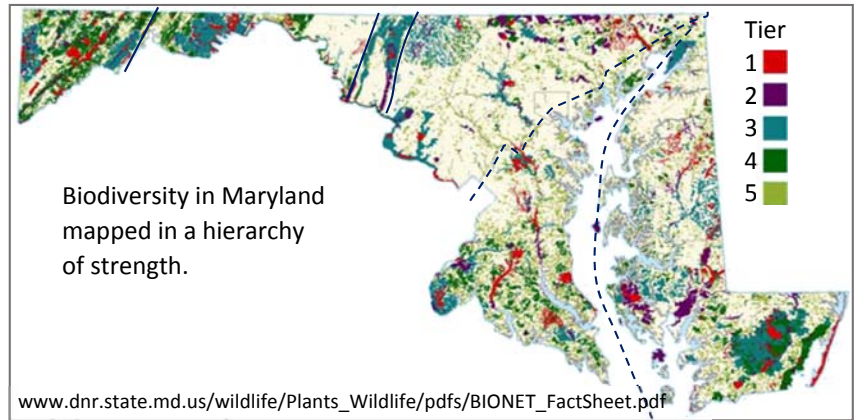 Tier
1
2
3
4
5
Biodiversity in Maryland
mapped in a hierarchy
of strength.
www.dnr.state.md.us/wildlife/Plants_Wildlife/pdfs/BIONET_FactSheet.pdf